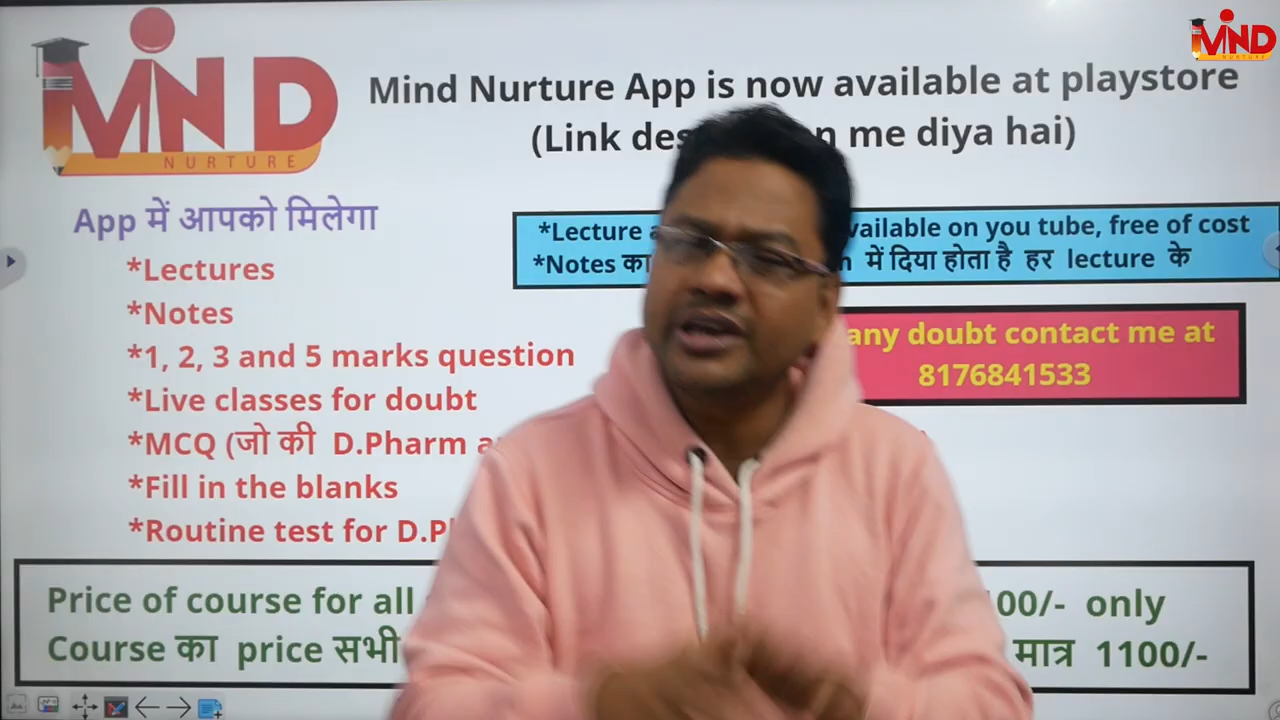 MIND
NURTURE
MIND
NURTURE
Mind Nurture App is now available at playstore
(Link me diya hai)
App में आपको मिलेगा
*Lectures
*Notes
*1, 2, 3 and 5 marks question
*Live classes for doubt
*MCQ (जो की D.Pharm
*Fill in the blanks
*Routine test for
*Lecture on you tube, free of cost
*Notes का में दिया होता है हर lecture के
any doubt contact me at
8176841533
Price of course for all only
Course का price सभी मात्र 1100/-